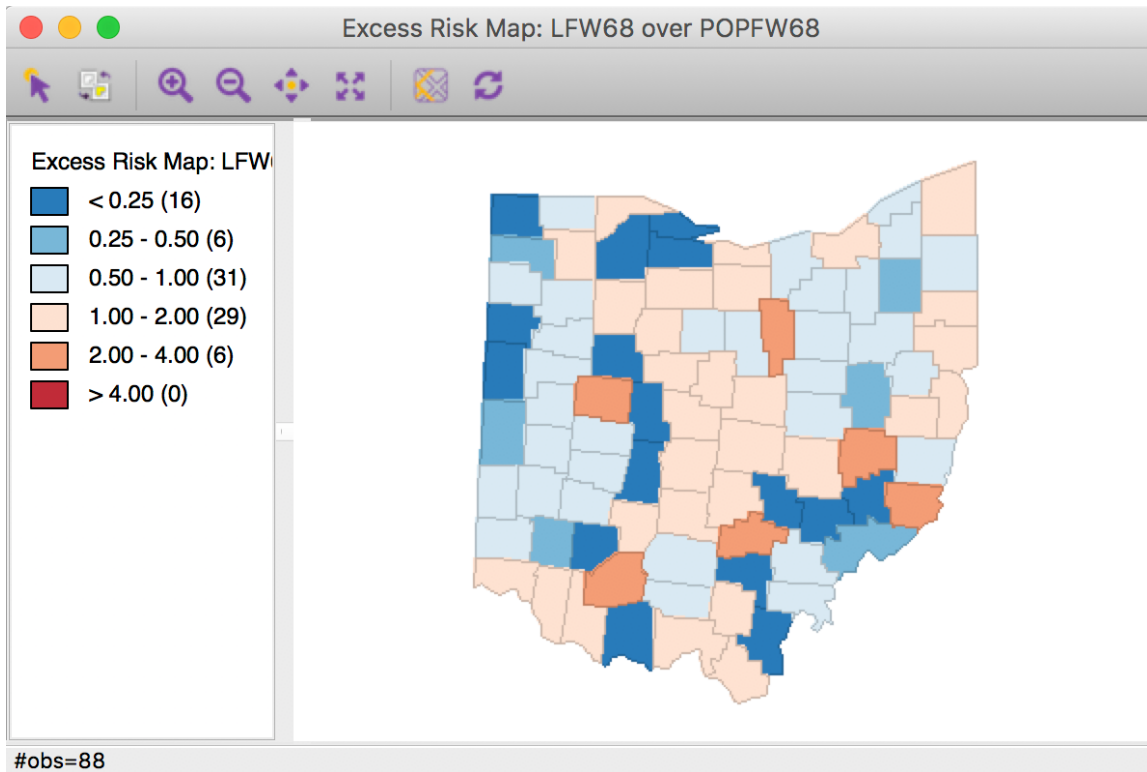 Excess Risk Map: LFW68 over POPFW68
Excess Risk Map: LFW
< 0.25 (16)
0.25 - 0.50 (6)
0.50 - 1.00 (31)
1.00 - 2.00 (29)
2.00 - 4.00 (6)
> 4.00 (0)
#obs=88